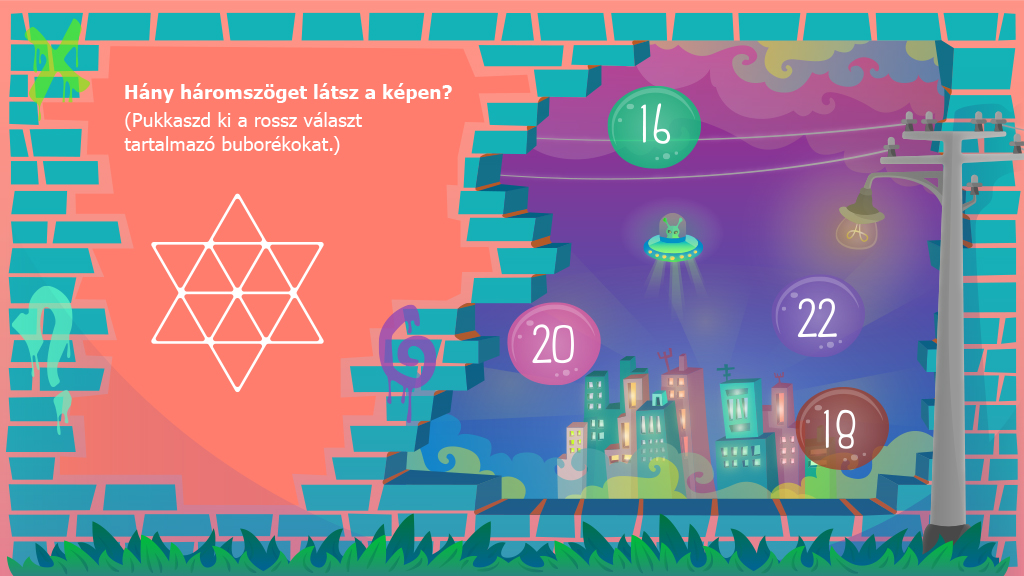 Hány háromszöget látsz a képen?
(Pukkaszd ki a rossz választ
tartalmazó buborékokat.)
16
22
20
18